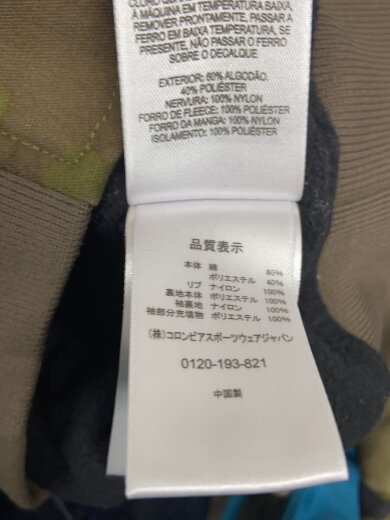 À MÁQUINA EM TEMPERATURA BAIXA,
REMOVER PRONTAMENTE, PASSAR A
FERRO EM TEMPERATURA BAIXA, SE
PRESENTE, NÃO PASSAR O FERRO
SOBRE O DECALQUE
EXTERIOR: 60% ALGODÃO,
40% POLIÉSTER
NERVURA: 100% NYLON
FORRO DE FLEECE: 100% POLIÉSTER
FORRO DA MANGA: 100% NYLON
ISOLAMENTO: 100% POLIÉSTER
品質表示
本体 綿 60%
ポリエステル 40%
リブ ナイロン 100%
裏地本体 ポリエステル 100%
袖裏地 ナイロン 100%
袖部分充填物 ポリエステル 100%
(株)コロンビアスポーツウェアジャパン
0120-193-821
中国製